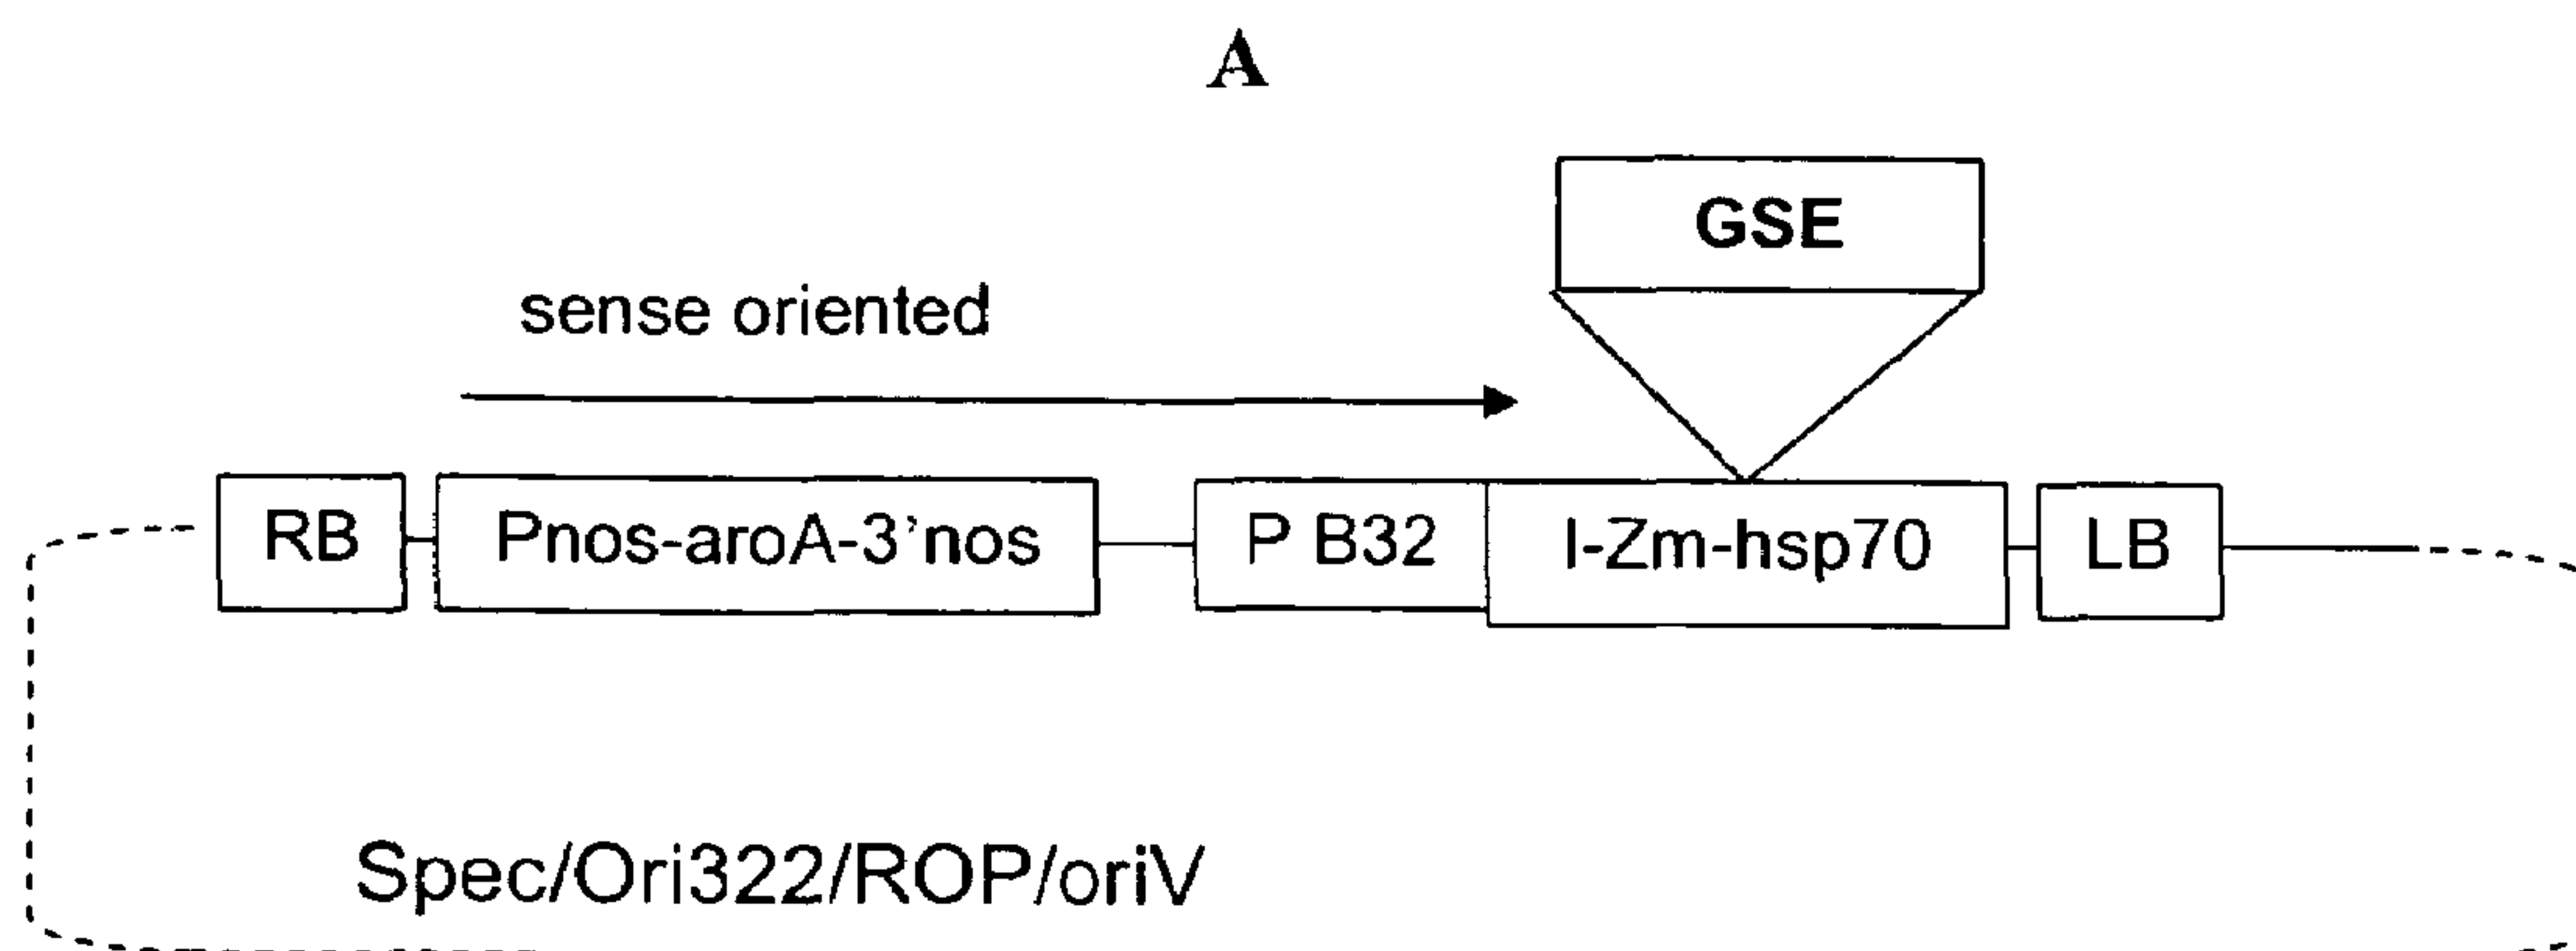 A
GSE
sense oriented
RB
Pnos-aroA-3'nos
P B32
I-Zm-hsp70
LB
Spec/Ori322/ROP/oriV